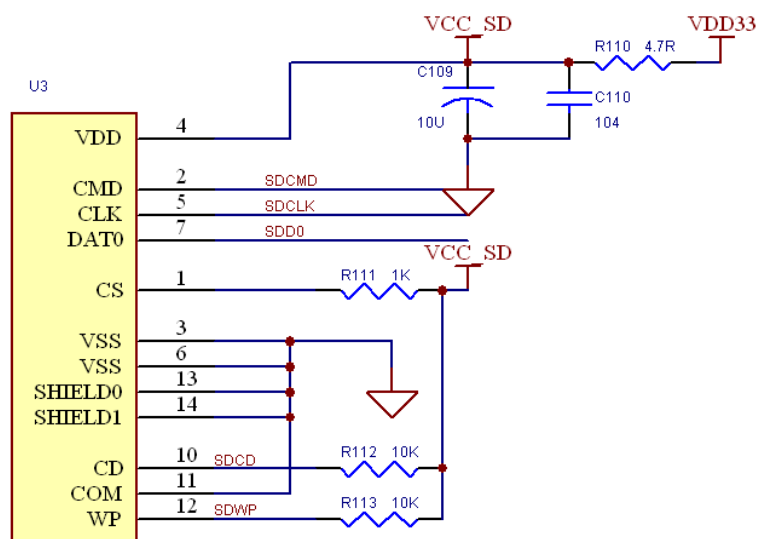 VCC_SD VDD33
R110 4.7R
C109
U3
C110
10U 104
VDD 4
CMD 2 SDCMD
CLK 5 SDCLK
DAT0 7 SDD0
VCC_SD
CS 1 R111 1K
VSS 3
VSS 6
SHIELD0 13
SHIELD1 14
CD 10 SDCD R112 10K
COM 11
WP 12 SDWP R113 10K